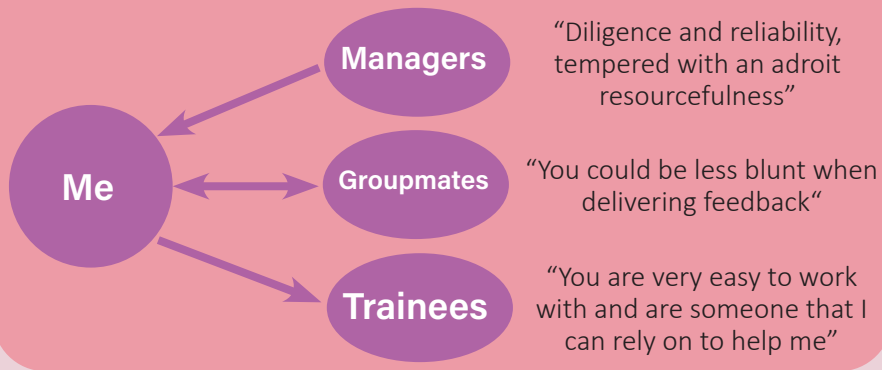 Managers
“Diligence and reliability,
tempered with an adroit
resourcefulness”
Me
Groupmates
“You could be less blunt when
delivering feedback“
Trainees
“You are very easy to work
with and are someone that I
can rely on to help me”